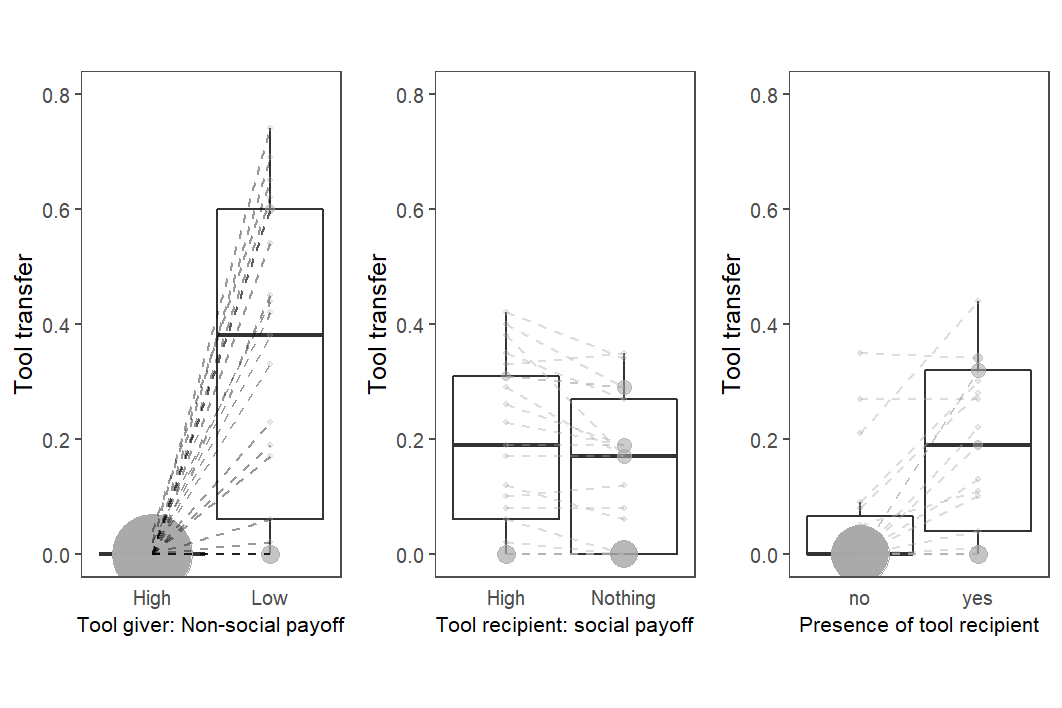 Tool transfer
0.8
0.6
0.4
0.2
0.0
High Low
Tool giver: Non-social payoff
Tool transfer
0.8
0.6
0.4
0.2
0.0
High Nothing
Tool recipient: social payoff
Tool transfer
0.8
0.6
0.4
0.2
0.0
no yes
Presence of tool recipient